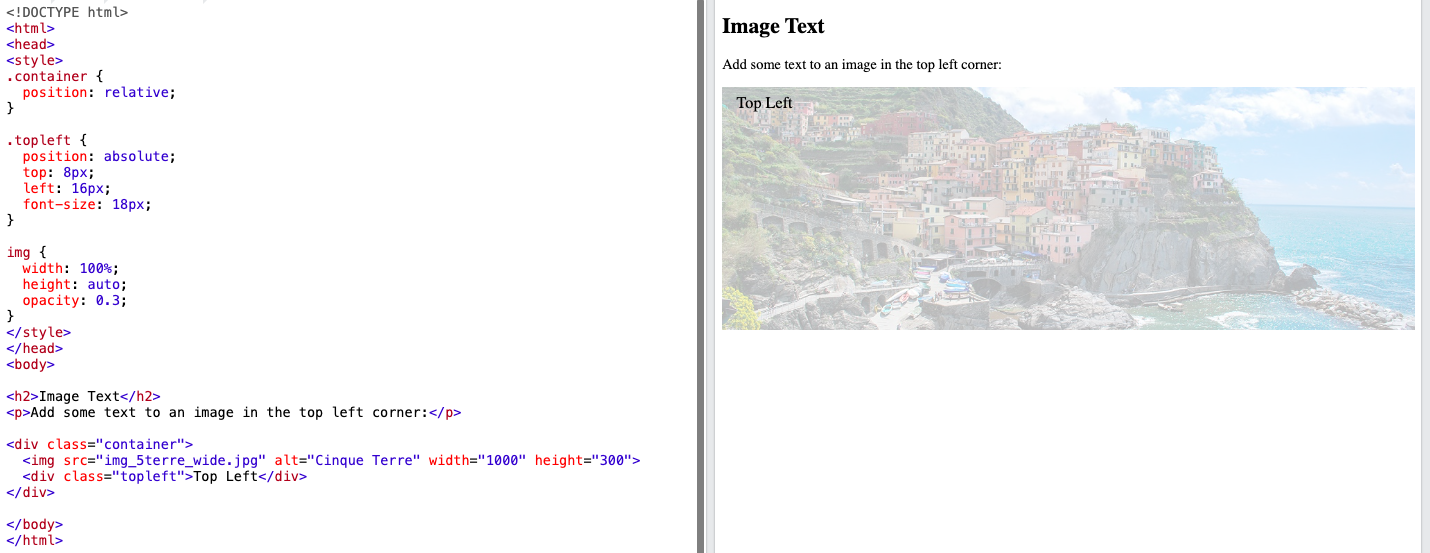 <!DOCTYPE html>
<html>
<head>
<style>
.container {
  position: relative;
}

.topleft {
  position: absolute;
  top: 8px;
  left: 16px;
  font-size: 18px;
}

img {
  width: 100%;
  height: auto;
  opacity: 0.3;
}
</style>
</head>
<body>

<h2>Image Text</h2>
<p>Add some text to an image in the top left corner:</p>

<div class="container">
  <img src="img_5terre_wide.jpg" alt="Cinque Terre" width="1000" height="300">
  <div class="topleft">Top Left</div>
</div>

</body>
</html>
Image Text
Add some text to an image in the top left corner:
Top Left